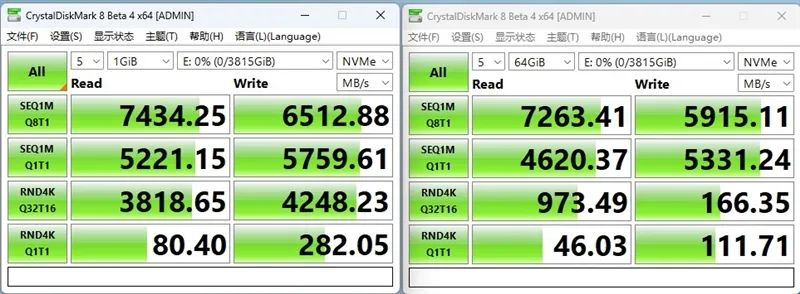 CrystalDiskMark 8 Beta 4 x64 [ADMIN]
文件(F) 设置(S) 显示状态 主题(T) 帮助(H) 语言(L)(Language)
All 5 1GiB E: 0% (0/3815GiB) NVMe
Read Write MB/s
SEQ1M Q8T1 7434.25 6512.88
SEQ1M Q1T1 5221.15 5759.61
RND4K Q32T16 3818.65 4248.23
RND4K Q1T1 80.40 282.05
CrystalDiskMark 8 Beta 4 x64 [ADMIN]
文件(F) 设置(S) 显示状态 主题(T) 帮助(H) 语言(L)(Language)
All 5 64GiB E: 0% (0/3815GiB) NVMe
Read Write MB/s
SEQ1M Q8T1 7263.41 5915.11
SEQ1M Q1T1 4620.37 5331.24
RND4K Q32T16 973.49 166.35
RND4K Q1T1 46.03 111.71